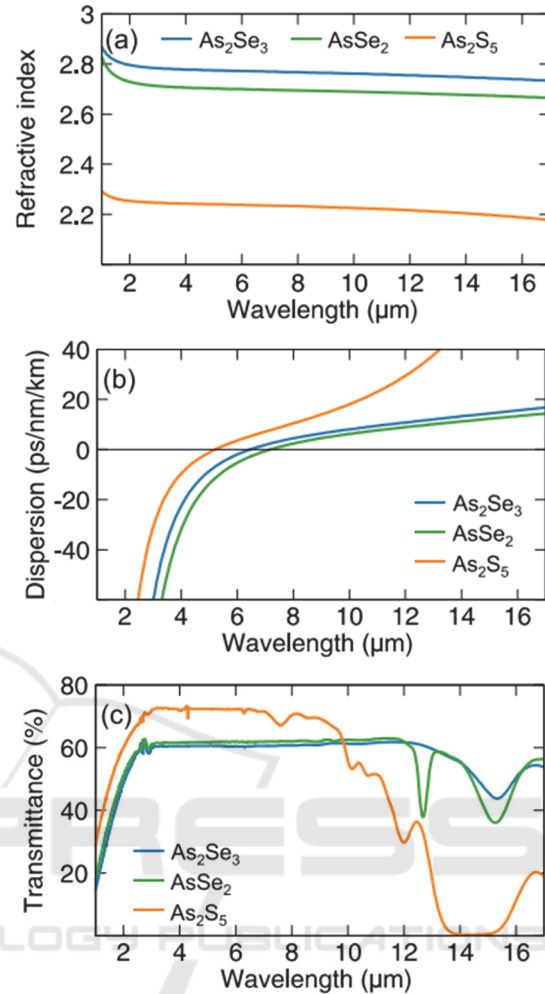 3
(a)
As2Se3
AsSe2
As2S5
2.8
2.6
2.4
2.2
Refractive index
2 4 6 8 10 12 14 16
Wavelength (µm)
40
(b)
20
0
-20
-40
Dispersion (ps/nm/km)
As2Se3
AsSe2
As2S5
2 4 6 8 10 12 14 16
Wavelength (µm)
80
(c)
60
40
20
Transmittance (%)
As2Se3
AsSe2
As2S5
2 4 6 8 10 12 14 16
Wavelength (µm)
PRESS
LOGY PUBLICATIONS